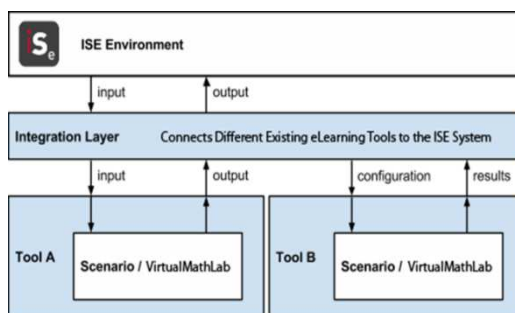 iSe ISE Environment
input output
Integration Layer Connects Different Existing eLearning Tools to the ISE System
input output configuration results
Tool A Scenario / VirtualMathLab Tool B Scenario / VirtualMathLab